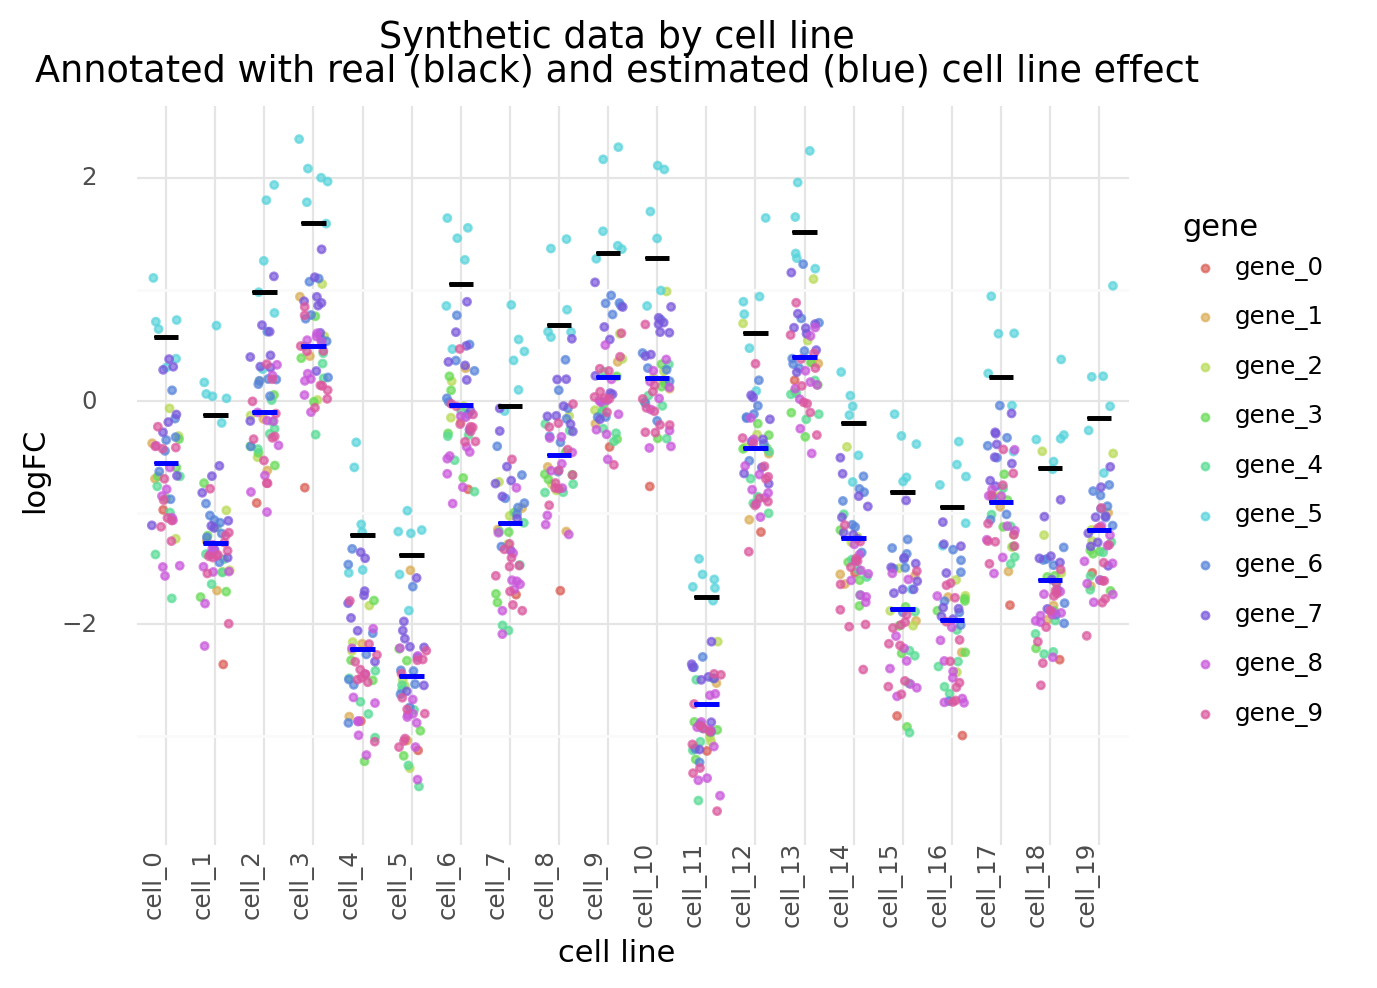 Synthetic data by cell line
Annotated with real (black) and estimated (blue) cell line effect
logFC
2
0
−2
cell_0
cell_1
cell_2
cell_3
cell_4
cell_5
cell_6
cell_7
cell_8
cell_9
cell_10
cell_11
cell_12
cell_13
cell_14
cell_15
cell_16
cell_17
cell_18
cell_19
cell line
gene
gene_0
gene_1
gene_2
gene_3
gene_4
gene_5
gene_6
gene_7
gene_8
gene_9